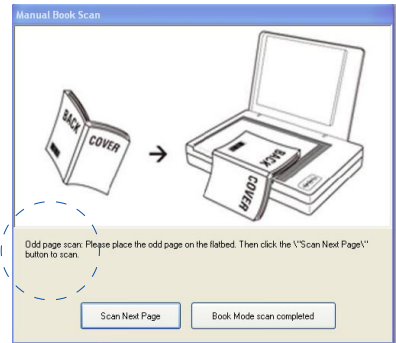 Manual Book Scan
BACK
COVER
BACK
COVER
Odd page scan: Please place the odd page on the flatbed. Then click the \"Scan Next Page\"
button to scan.
Scan Next Page
Book Mode scan completed